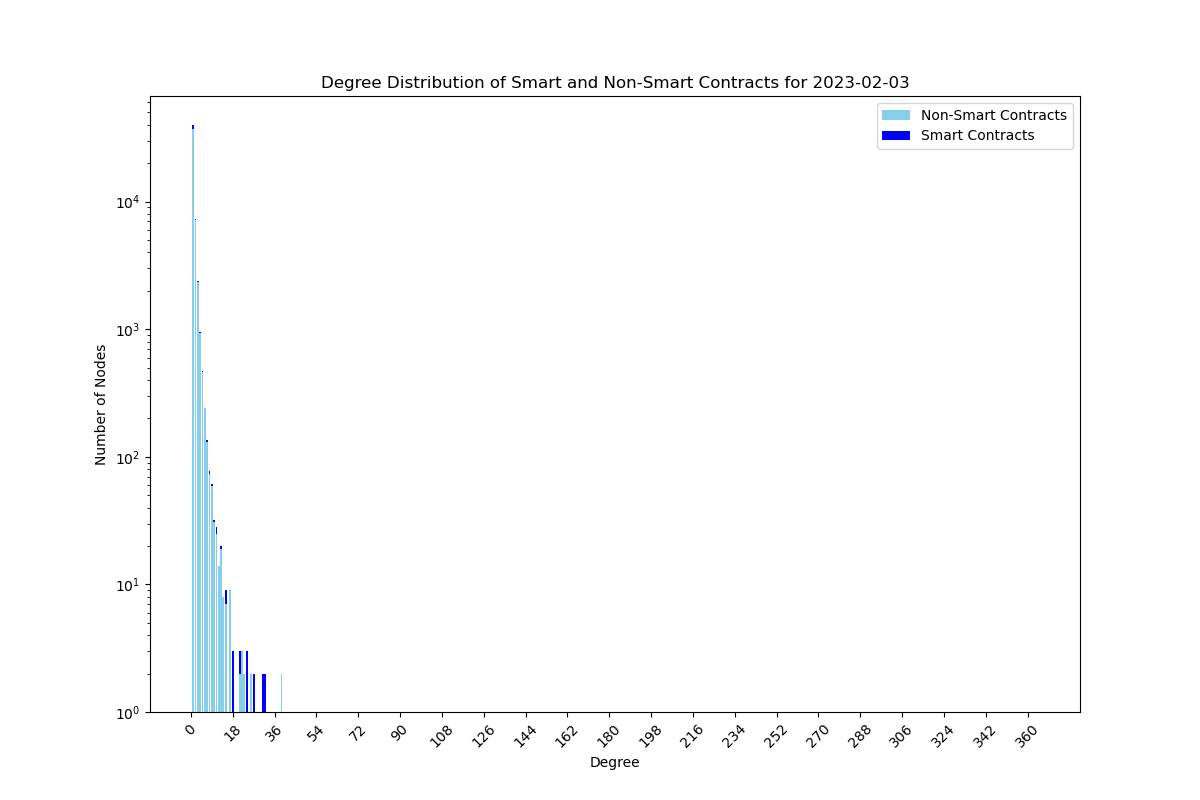 Degree Distribution of Smart and Non-Smart Contracts for 2023-02-03
Non-Smart Contracts
Smart Contracts
Number of Nodes
10^4
10^3
10^2
10^1
10^0
0 18 36 54 72 90 108 126 144 162 180 198 216 234 252 270 288 306 324 342 360
Degree